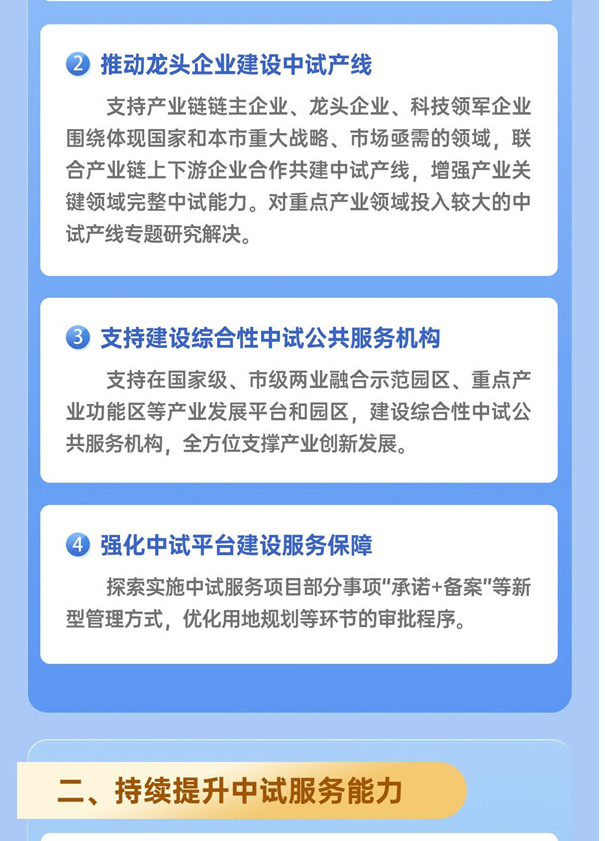 2 推动龙头企业建设中试产线
支持产业链链主企业、龙头企业、科技领军企业
围绕体现国家和本市重大战略、市场亟需的领域，联
合产业链上下游企业合作共建中试产线，增强产业关
键领域完整中试能力。对重点产业领域投入较大的中
试产线专题研究解决。
3 支持建设综合性中试公共服务机构
支持在国家级、市级两业融合示范园区、重点产
业功能区等产业发展平台和园区，建设综合性中试公
共服务机构，全方位支撑产业创新发展。
4 强化中试平台建设服务保障
探索实施中试服务项目部分事项“承诺+备案”等新
型管理方式，优化用地规划等环节的审批程序。
二、持续提升中试服务能力